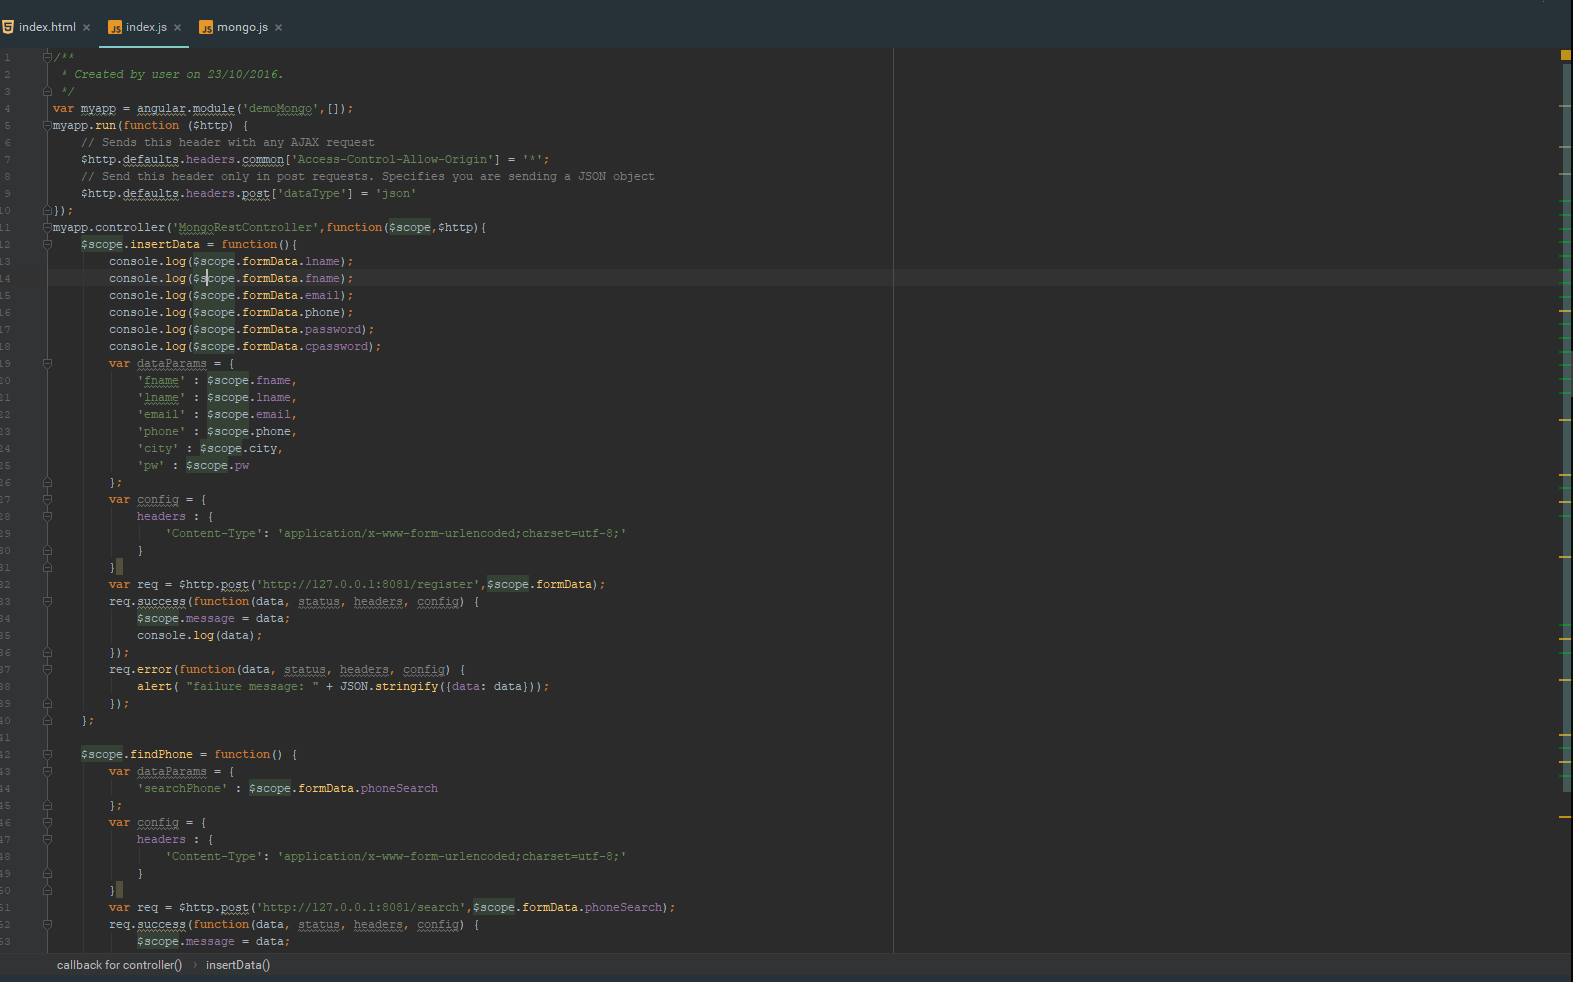 index.html
index.js
mongo.js
1 /**
2 * Created by user on 23/10/2016.
3 */
4 var myapp = angular.module('demoMongo',[]);
5 myapp.run(function ($http) {
6 // Sends this header with any AJAX request
7 $http.defaults.headers.common['Access-Control-Allow-Origin'] = '*';
8 // Send this header only in post requests. Specifies you are sending a JSON object
9 $http.defaults.headers.post['dataType'] = 'json'
10 });
11 myapp.controller('MongoRestController',function($scope,$http){
12 $scope.insertData = function(){
13 console.log($scope.formData.lname);
14 console.log($scope.formData.fname);
15 console.log($scope.formData.email);
16 console.log($scope.formData.phone);
17 console.log($scope.formData.password);
18 console.log($scope.formData.cpassword);
19 var dataParams = {
20 'fname' : $scope.fname,
21 'lname' : $scope.lname,
22 'email' : $scope.email,
23 'phone' : $scope.phone,
24 'city' : $scope.city,
25 'pw' : $scope.pw
26 };
27 var config = {
28 headers : {
29 'Content-Type': 'application/x-www-form-urlencoded;charset=utf-8;'
30 }
31 }
32 var req = $http.post('http://127.0.0.1:8081/register',$scope.formData);
33 req.success(function(data, status, headers, config) {
34 $scope.message = data;
35 console.log(data);
36 });
37 req.error(function(data, status, headers, config) {
38 alert( "failure message: " + JSON.stringify({data: data}));
39 });
40 };
41
42 $scope.findPhone = function() {
43 var dataParams = {
44 'searchPhone' : $scope.formData.phoneSearch
45 };
46 var config = {
47 headers : {
48 'Content-Type': 'application/x-www-form-urlencoded;charset=utf-8;'
49 }
50 }
51 var req = $http.post('http://127.0.0.1:8081/search',$scope.formData.phoneSearch);
52 req.success(function(data, status, headers, config) {
53 $scope.message = data;
callback for controller() › insertData()